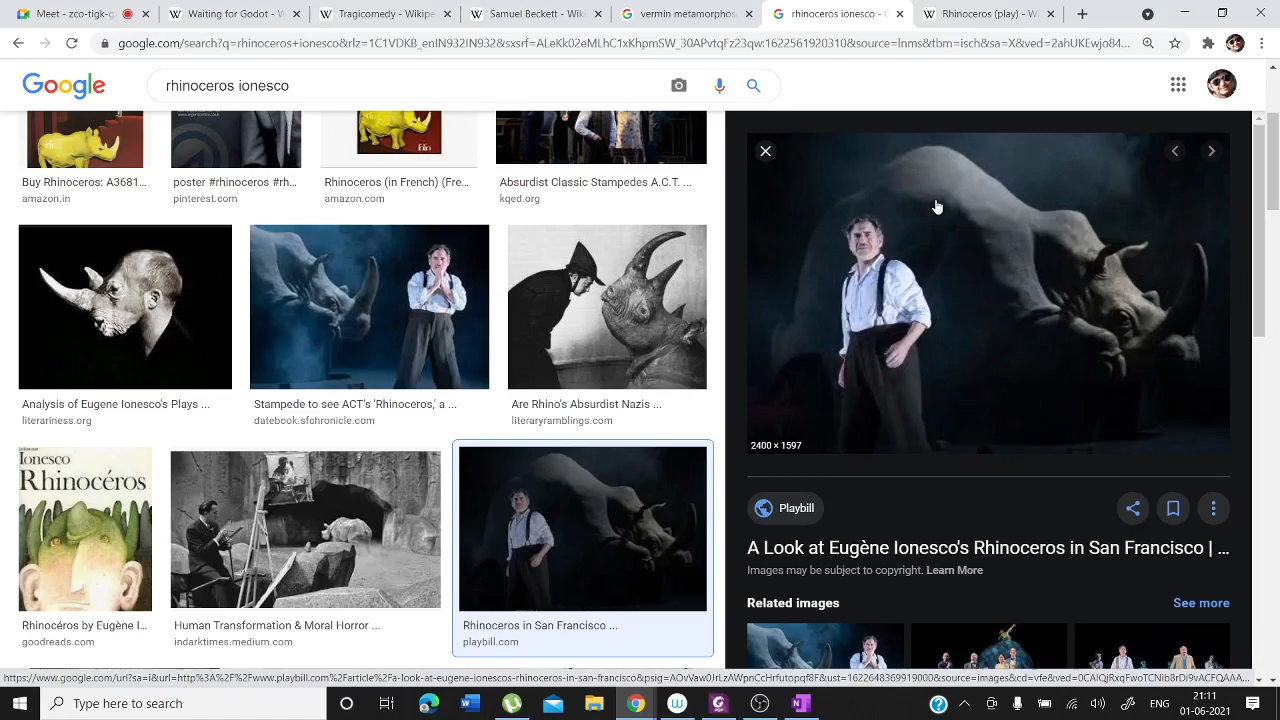 Meet -
W
Tragicomedy - Wikipe
Samuel Beckett - Wiki
vermin metamorphos
rhinoceros ionesco -
Rhinoceros (play) - W
google.com/search?q=rhinoceros+ionesco&rlz=1C1VDKB_enIN932IN932&sxsrf=ALeKk02eMLhC1xKhpmSW_30APvtqFz23qw:1622561920310&source=lnms&tbm=isch&sa=X&ved=2ahUKEwjo84...
Google
rhinoceros ionesco
folio
Buy Rhinoceros: A3681...
amazon.in
poster #rhinoceros #rh...
pinterest.com
Rhinoceros (in French) (Fre...
amazon.com
Absurdist Classic Stampedes A.C.T. ...
kqed.org
Analysis of Eugene Ionesco's Plays ...
literariness.org
Stampede to see ACT's 'Rhinoceros,' a ...
datebook.sfchronicle.com
Are Rhino's Absurdist Nazis ...
literaryramblings.com
Ionesco
Rhinocéros
Rhinocéros by Eugène I...
goodreads.com
Human Transformation & Moral Horror ...
indarktimes.medium.com
Rhinoceros in San Francisco ...
playbill.com
2400 × 1597
Playbill
A Look at Eugène Ionesco's Rhinoceros in San Francisco | ...
Images may be subject to copyright. Learn More
Related images
See more
Type here to search
ENG
21:11
01-06-2021